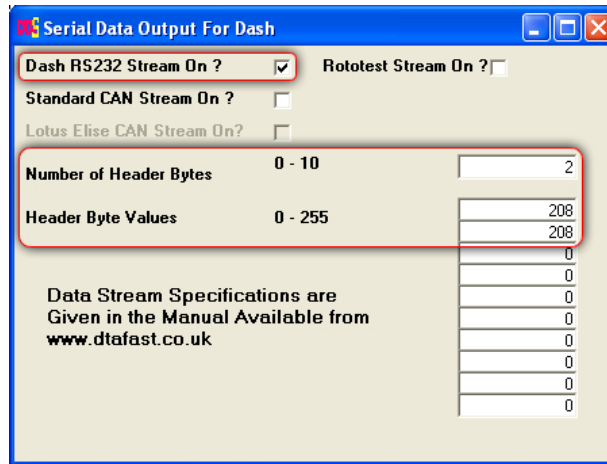 Serial Data Output For Dash
Dash RS232 Stream On ?
Rototest Stream On ?
Standard CAN Stream On ?
Lotus Elise CAN Stream On?
Number of Header Bytes 0 - 10 2
Header Byte Values 0 - 255 208
208
0
0
0
0
0
0
0
0
Data Stream Specifications are
Given in the Manual Available from
www.dtafast.co.uk